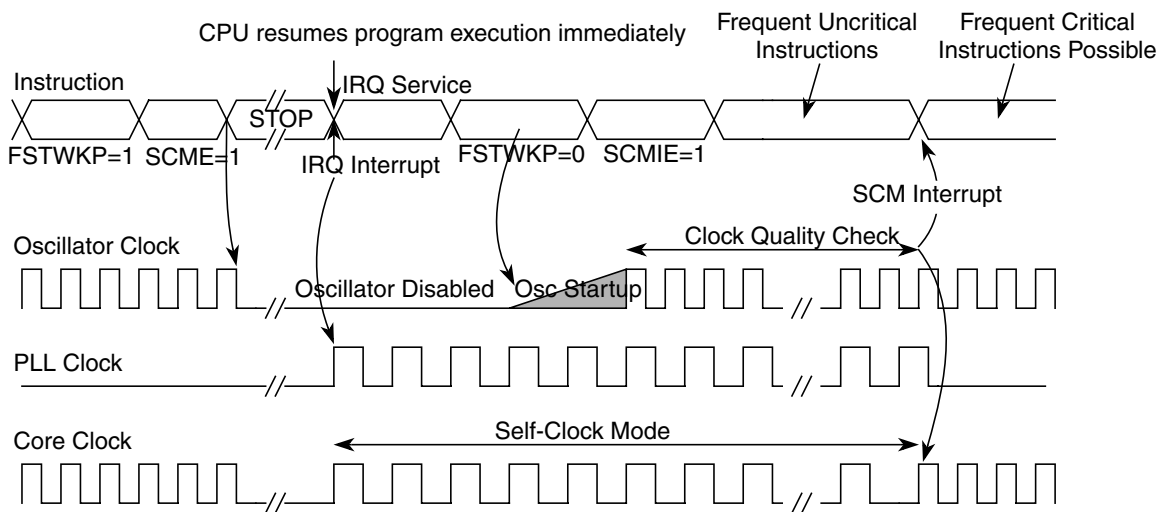 CPU resumes program execution immediately
Frequent Uncritical
Instructions
Frequent Critical
Instructions Possible
Instruction
IRQ Service
STOP
FSTWKP=1
SCME=1
IRQ Interrupt
FSTWKP=0
SCMIE=1
SCM Interrupt
Oscillator Clock
Clock Quality Check
Oscillator Disabled
Osc Startup
PLL Clock
Core Clock
Self-Clock Mode